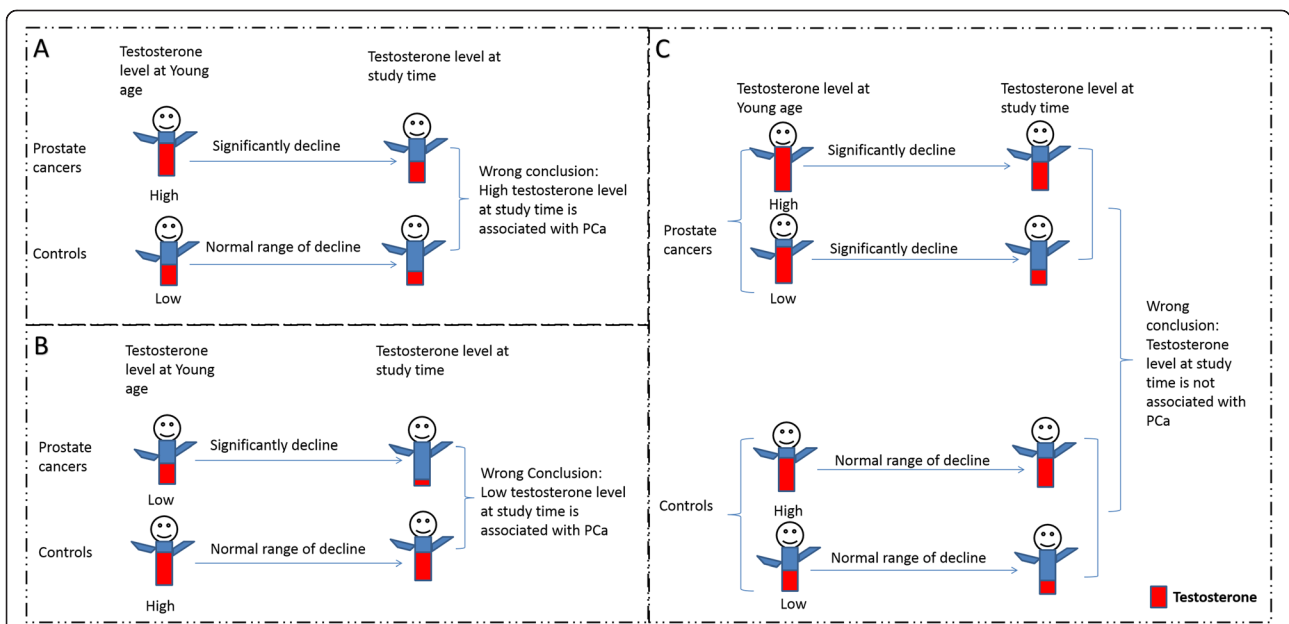 A
Testosterone
level at Young
age
Testosterone level at
study time
Prostate
cancers
Significantly decline
High
Wrong conclusion:
High testosterone level
at study time is
associated with PCa
Controls
Normal range of decline
Low
B
Testosterone
level at Young
age
Testosterone level at
study time
Prostate
cancers
Significantly decline
Low
Wrong Conclusion:
Low testosterone level
at study time is
associated with PCa
Controls
Normal range of decline
High
C
Testosterone level at
Young age
Testosterone level at
study time
Significantly decline
High
Prostate
cancers
Significantly decline
Low
Wrong
conclusion:
Testosterone
level at study
time is not
associated with
PCa
Normal range of decline
Controls
High
Normal range of decline
Low
Testosterone